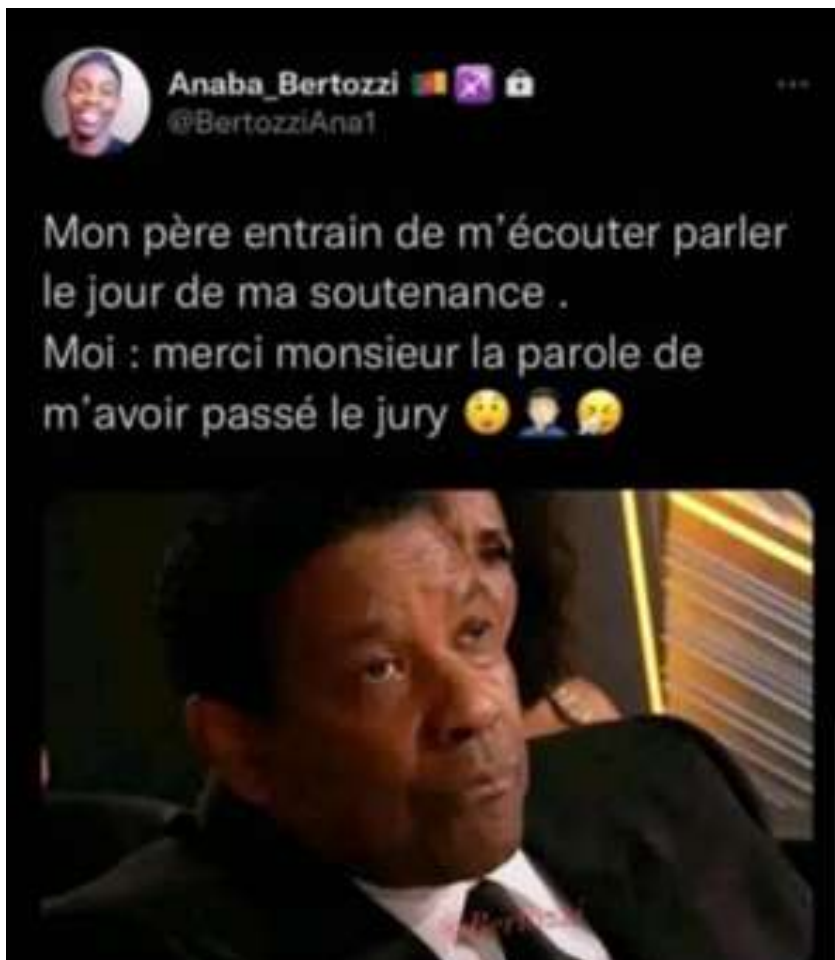 Anaba_Bertozzi 🇨🇲♐🏥
@BertozziAna1
Mon père entrain de m'écouter parler
le jour de ma soutenance .
Moi : merci monsieur la parole de
m'avoir passé le jury 😲🤦🏻‍♂️🤧